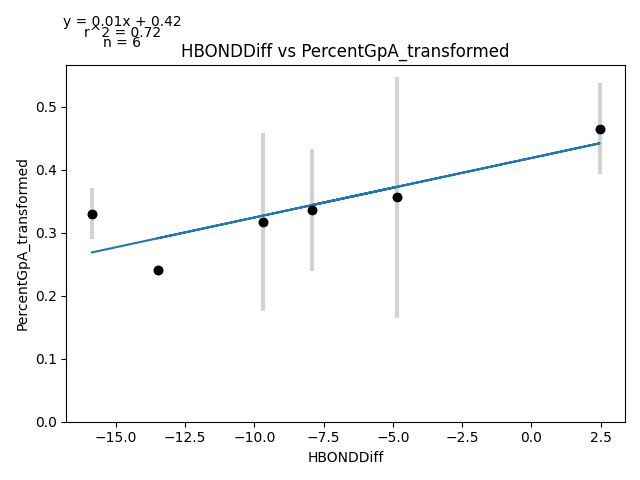 y = 0.01x + 0.42
r^2 = 0.72
n = 6
HBONDDiff vs PercentGpA_transformed
PercentGpA_transformed
0.5
0.4
0.3
0.2
0.1
0.0
−15.0 −12.5 −10.0 −7.5 −5.0 −2.5 0.0 2.5
HBONDDiff